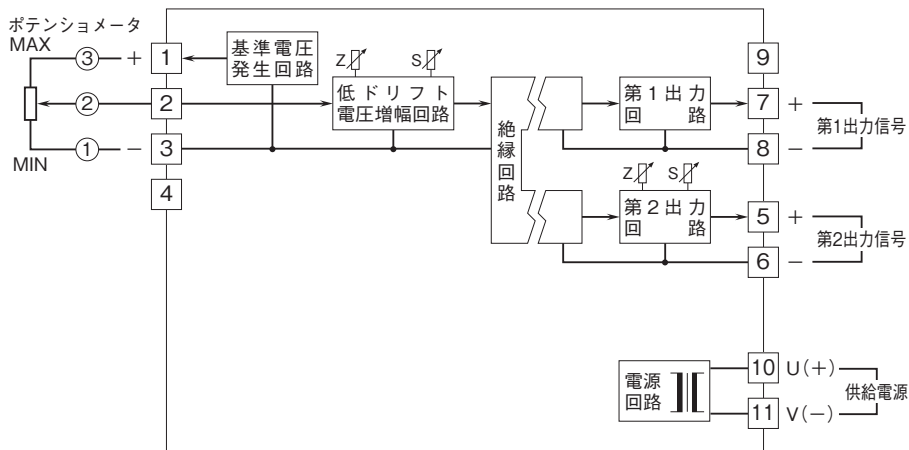 ポテンショメータ
MAX
③
+
1
②
2
①
−
3
MIN
4
基準電圧
発生回路
Z
S
低ドリフト
電圧増幅回路
絶縁回路
第1出力
回路
Z
S
第2出力
回路
9
7
+
第1出力信号
8
−
5
+
第2出力信号
6
−
電源
回路
10
U(+)
供給電源
11
V(−)